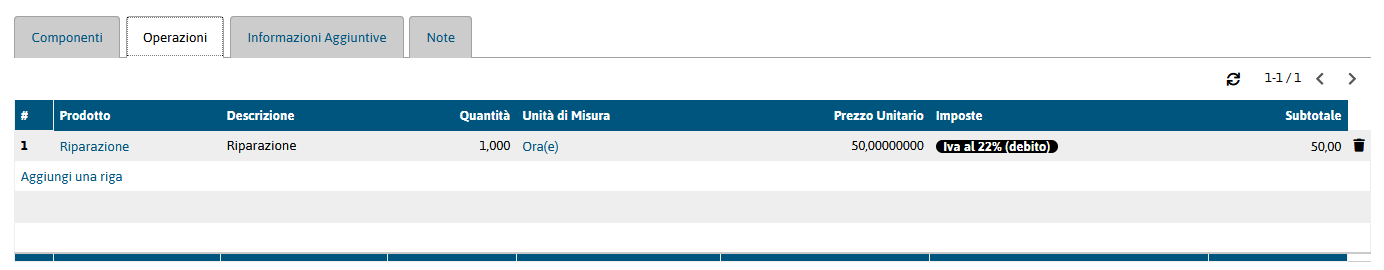 Componenti Operazioni Informazioni Aggiuntive Note
1-1 / 1
# Prodotto Descrizione Quantità Unità di Misura Prezzo Unitario Imposte Subtotale
1 Riparazione Riparazione 1,000 Ora(e) 50,00000000 Iva al 22% (debito) 50,00
Aggiungi una riga